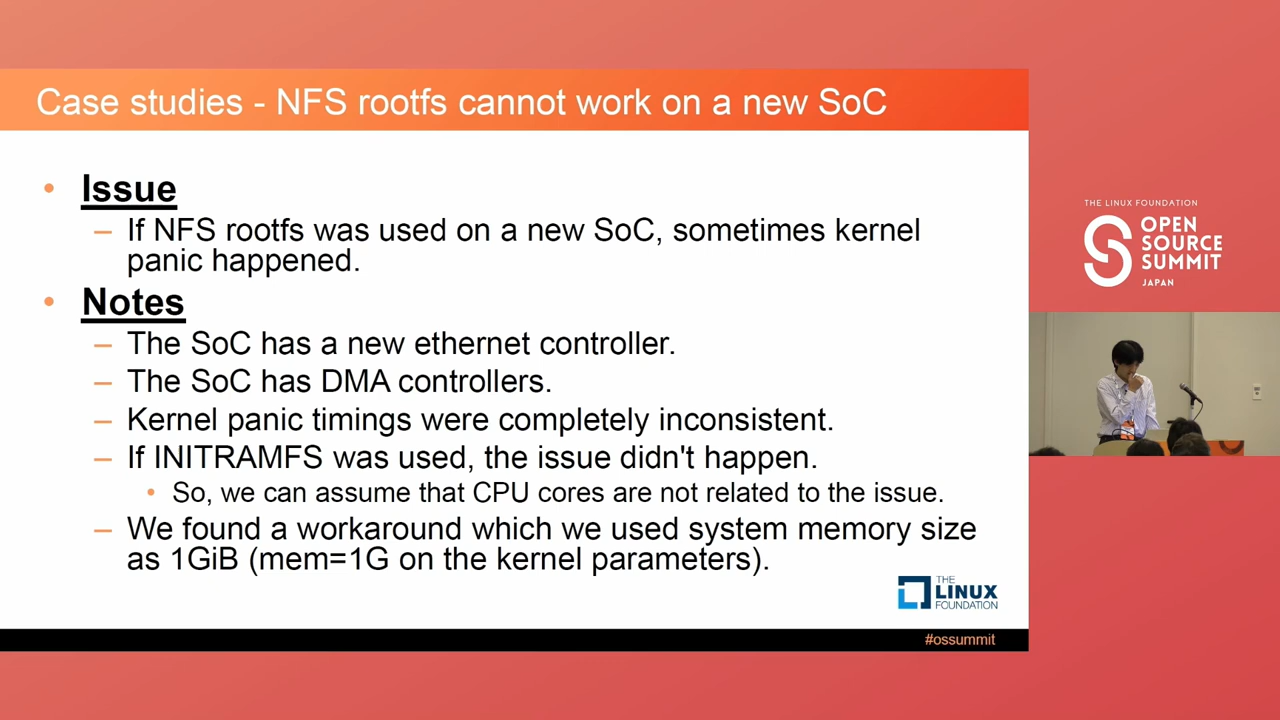 Case studies - NFS rootfs cannot work on a new SoC
• Issue
– If NFS rootfs was used on a new SoC, sometimes kernel
panic happened.
• Notes
– The SoC has a new ethernet controller.
– The SoC has DMA controllers.
– Kernel panic timings were completely inconsistent.
– If INITRAMFS was used, the issue didn't happen.
• So, we can assume that CPU cores are not related to the issue.
– We found a workaround which we used system memory size
as 1GiB (mem=1G on the kernel parameters).
THE
LINUX
FOUNDATION
#ossummit
THE LINUX FOUNDATION
OPEN
SOURCE
SUMMIT
JAPAN